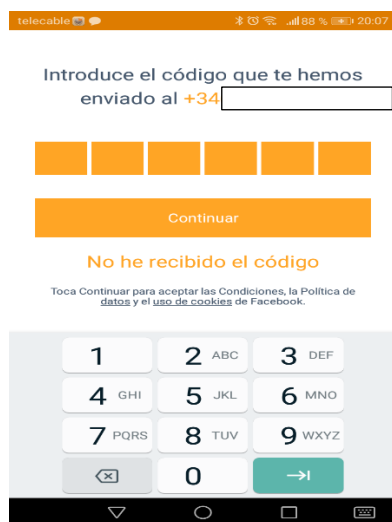 telecable 88 % 20:07
Introduce el código que te hemos
enviado al +34
Continuar
No he recibido el código
Toca Continuar para aceptar las Condiciones, la Política de
datos y el uso de cookies de Facebook.
1 2 ABC 3 DEF
4 GHI 5 JKL 6 MNO
7 PQRS 8 TUV 9 WXYZ
0